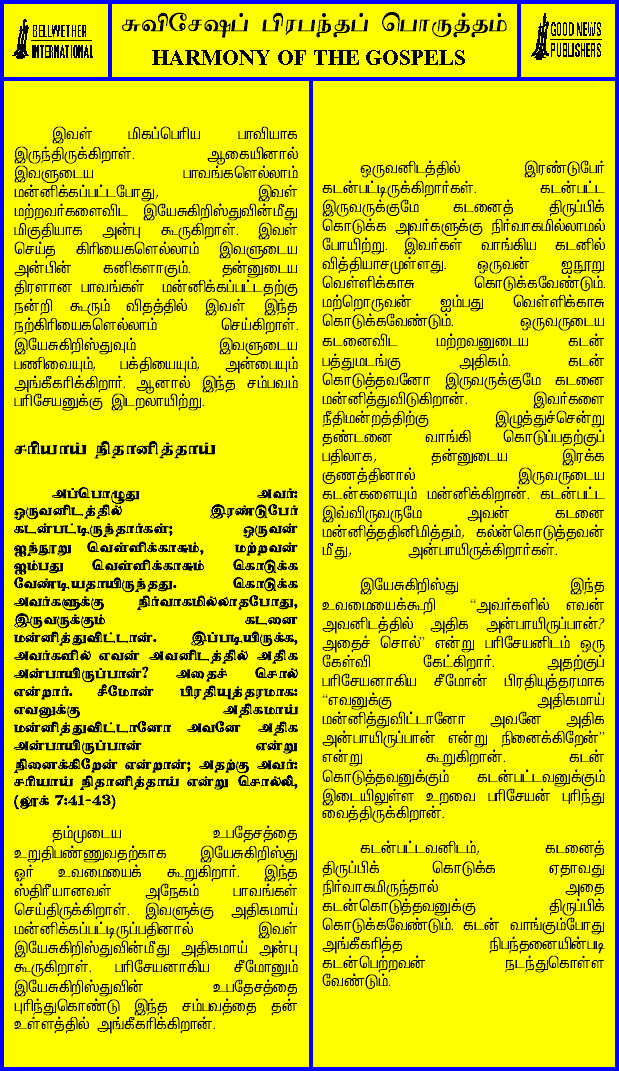 BELLWETHER
INTERNATIONAL
சுவிசேஷப் பிரபந்தப் பொருத்தம்
HARMONY OF THE GOSPELS
GOOD NEWS
PUBLISHERS
இவள் மிகப்பெரிய பாவியாக
இருந்திருக்கிறாள். ஆகையினால்
இவளுடைய பாவங்களெல்லாம்
மன்னிக்கப்பட்டபோது, இவள்
மற்றவர்களைவிட இயேசுகிறிஸ்துவின்மீது
மிகுதியாக அன்பு கூருகிறாள். இவள்
செய்த கிரியைகளெல்லாம் இவளுடைய
அன்பின் கனிகளாகும். தன்னுடைய
திரளான பாவங்கள் மன்னிக்கப்பட்டதற்கு
நன்றி கூரும் விதத்தில் இவள் இந்த
நற்கிரியைகளெல்லாம் செய்கிறாள்.
இயேசுகிறிஸ்துவும் இவளுடைய
பணிவையும், பக்தியையும், அன்பையும்
அங்கீகரிக்கிறார். ஆனால் இந்த சம்பவம்
பரிசேயனுக்கு இடறலாயிற்று.
சரியாய் நிதானித்தாய்
அப்பொழுது அவர்:
ஒருவனிடத்தில் இரண்டுபேர்
கடன்பட்டிருந்தார்கள்; ஒருவன்
ஐந்நூறு வெள்ளிக்காசும், மற்றவன்
ஐம்பது வெள்ளிக்காசும் கொடுக்க
வேண்டியதாயிருந்தது. கொடுக்க
அவர்களுக்கு நிர்வாகமில்லாதபோது,
இருவருக்கும் கடனை
மன்னித்துவிட்டான். இப்படியிருக்க,
அவர்களில் எவன் அவனிடத்தில் அதிக
அன்பாயிருப்பான்? அதைச் சொல்
என்றார். சீமோன் பிரதியுத்தரமாக:
எவனுக்கு அதிகமாய்
மன்னித்துவிட்டானோ அவனே அதிக
அன்பாயிருப்பான் என்று
நினைக்கிறேன் என்றான்; அதற்கு அவர்:
சரியாய் நிதானித்தாய் என்று சொல்லி,
(லூக் 7:41-43)
தம்முடைய உபதேசத்தை
உறுதிபண்ணுவதற்காக இயேசுகிறிஸ்து
ஓர் உவமையைக் கூறுகிறார். இந்த
ஸ்திரீயானவள் அநேகம் பாவங்கள்
செய்திருக்கிறாள். இவளுக்கு அதிகமாய்
மன்னிக்கப்பட்டிருப்பதினால் இவள்
இயேசுகிறிஸ்துவின்மீது அதிகமாய் அன்பு
கூருகிறாள். பரிசேயனாகிய சீமோனும்
இயேசுகிறிஸ்துவின் உபதேசத்தை
புரிந்துகொண்டு இந்த சம்பவத்தை தன்
உள்ளத்தில் அங்கீகரிக்கிறான்.
ஒருவனிடத்தில் இரண்டுபேர்
கடன்பட்டிருக்கிறார்கள். கடன்பட்ட
இருவருக்குமே கடனைத் திருப்பிக்
கொடுக்க அவர்களுக்கு நிர்வாகமில்லாமல்
போயிற்று. இவர்கள் வாங்கிய கடனில்
வித்தியாசமுள்ளது. ஒருவன் ஐநூறு
வெள்ளிக்காசு கொடுக்கவேண்டும்.
மற்றொருவன் ஐம்பது வெள்ளிக்காசு
கொடுக்கவேண்டும். ஒருவருடைய
கடனைவிட மற்றவனுடைய கடன்
பத்துமடங்கு அதிகம். கடன்
கொடுத்தவனோ இருவருக்குமே கடனை
மன்னித்துவிடுகிறான். இவர்களை
நீதிமன்றத்திற்கு இழுத்துச்சென்று
தண்டனை வாங்கி கொடுப்பதற்குப்
பதிலாக, தன்னுடைய இரக்க
குணத்தினால் இருவருடைய
கடன்களையும் மன்னிக்கிறான். கடன்பட்ட
இவ்விருவருமே அவன் கடனை
மன்னித்ததினிமித்தம், கல்ன்கொடுத்தவன்
மீது, அன்பாயிருக்கிறார்கள்.
இயேசுகிறிஸ்து இந்த
உவமையைக்கூறி “அவர்களில் எவன்
அவனிடத்தில் அதிக அன்பாயிருப்பான்?
அதைச் சொல்” என்று பரிசேயனிடம் ஒரு
கேள்வி கேட்கிறார். அதற்குப்
பரிசேயனாகிய சீமோன் பிரதியுத்தரமாக
“எவனுக்கு அதிகமாய்
மன்னித்துவிட்டானோ அவனே அதிக
அன்பாயிருப்பான் என்று நினைக்கிறேன்”
என்று கூறுகிறான். கடன்
கொடுத்தவனுக்கும் கடன்பட்டவனுக்கும்
இடையிலுள்ள உறவை பரிசேயன் புரிந்து
வைத்திருக்கிறான்.
கடன்பட்டவனிடம், கடனைத்
திருப்பிக் கொடுக்க ஏதாவது
நிர்வாகமிருந்தால் அதை
கடன்கொடுத்தவனுக்கு திருப்பிக்
கொடுக்கவேண்டும். கடன் வாங்கும்போது
அங்கீகரித்த நிபந்தனையின்படி
கடன்பெற்றவன் நடந்துகொள்ள
வேண்டும்.